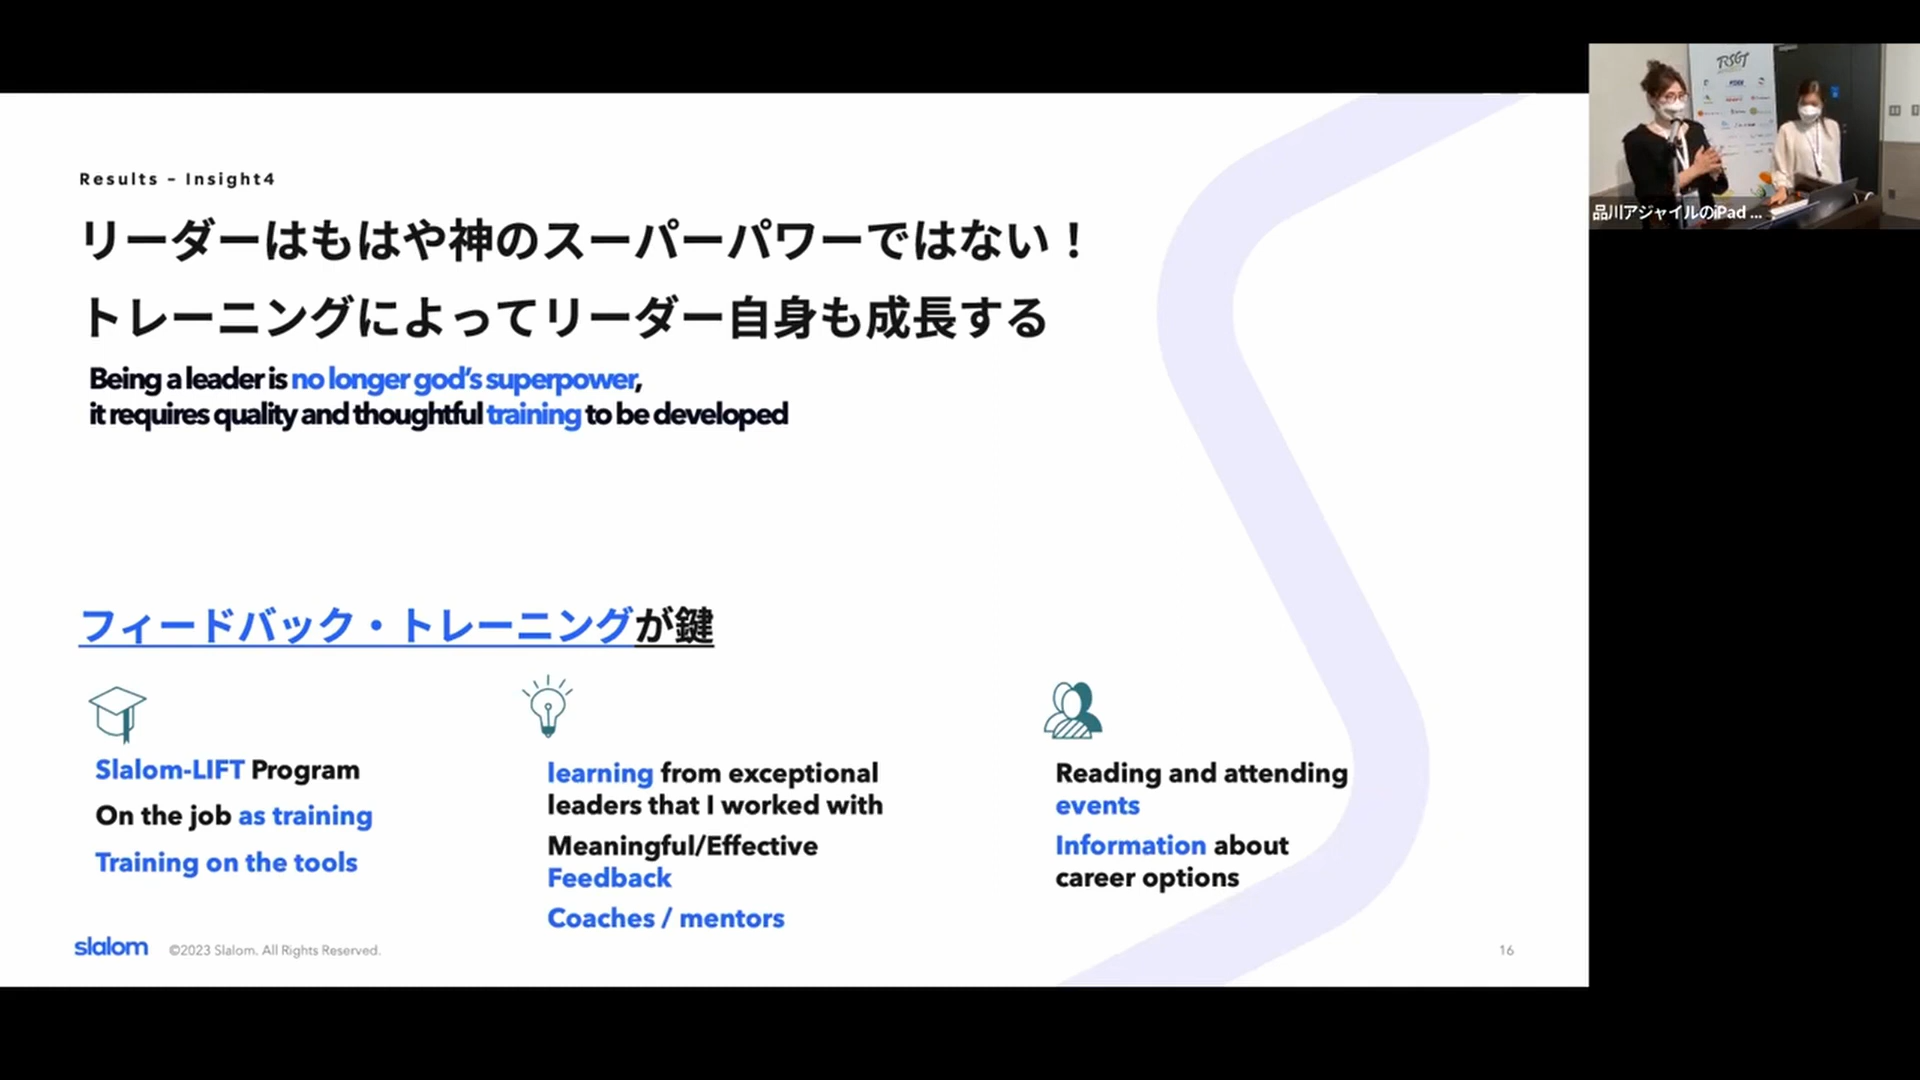 Results – Insight4
リーダーはもはや神のスーパーパワーではない！
トレーニングによってリーダー自身も成長する
Being a leader is no longer god's superpower,
it requires quality and thoughtful training to be developed
フィードバック・トレーニングが鍵
Slalom-LIFT Program
On the job as training
Training on the tools
learning from exceptional
leaders that I worked with
Meaningful/Effective
Feedback
Coaches / mentors
Reading and attending
events
Information about
career options
slalom
©2023 Slalom. All Rights Reserved.
16
RSGT
品川アジャイルのiPad ...